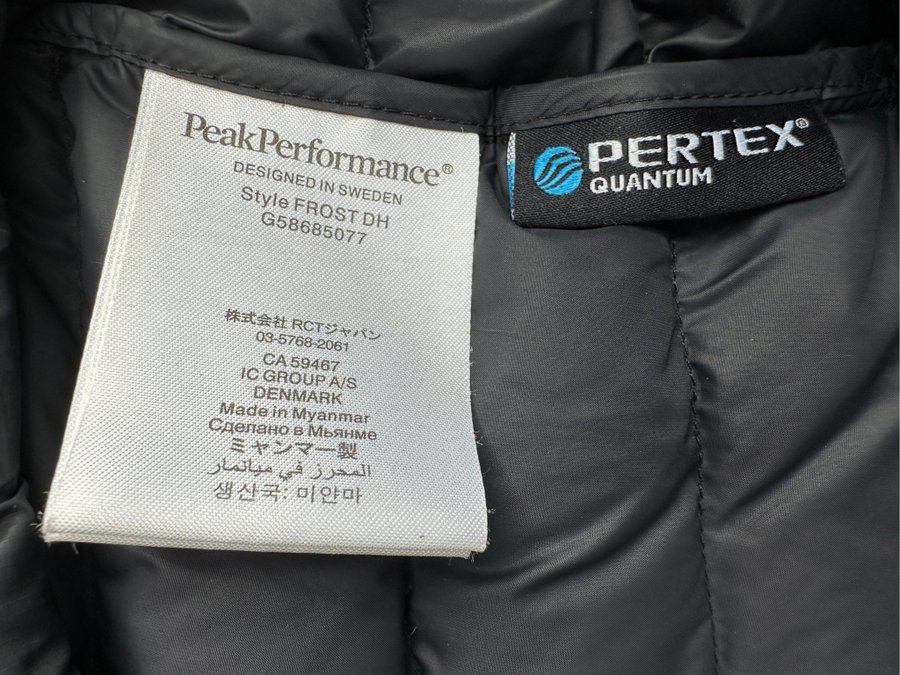 PeakPerformance®
DESIGNED IN SWEDEN
Style FROST DH
G58685077
株式会社 RCTジャパン
03-5768-2061
CA 59467
IC GROUP A/S
DENMARK
Made in Myanmar
Сделано в Мьянме
ミャンマー製
المحرز في ميانمار
생산국: 미얀마
PERTEX®
QUANTUM